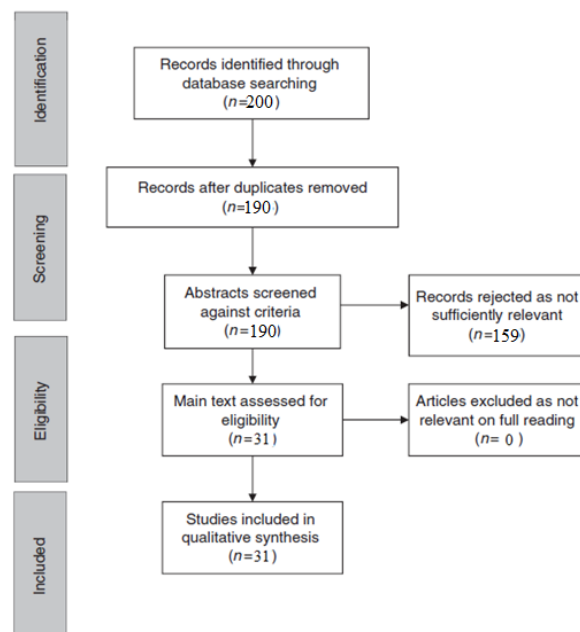 Identification
Records identified through
database searching
(n=200)
Records after duplicates removed
(n=190)
Screening
Abstracts screened
against criteria
(n=190)
Records rejected as not
sufficiently relevant
(n=159)
Eligibility
Main text assessed for
eligibility
(n=31)
Articles excluded as not
relevant on full reading
(n= 0 )
Included
Studies included in
qualitative synthesis
(n=31)